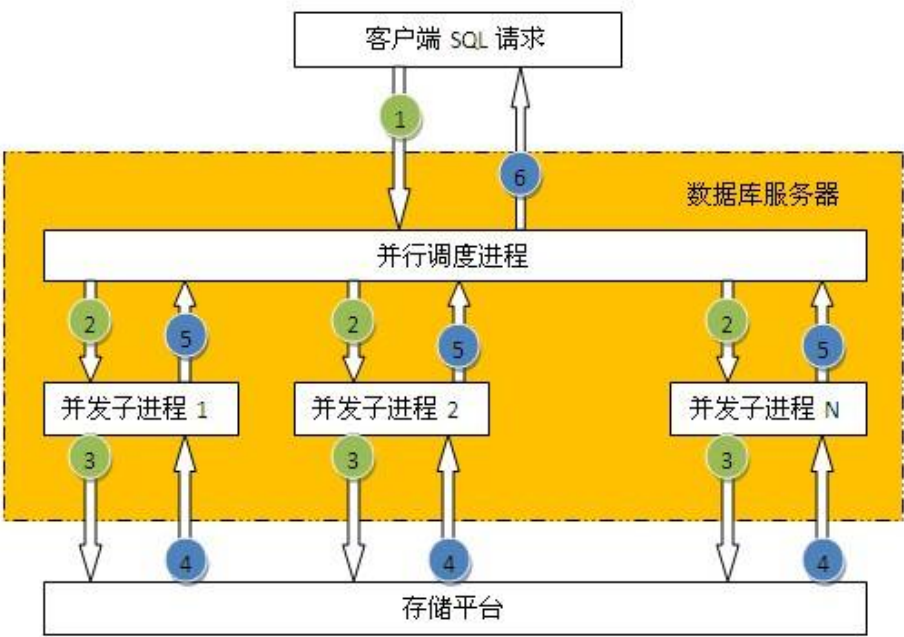 客户端 SQL 请求
1
6
数据库服务器
并行调度进程
2 5 2 5 2 5
并发子进程 1 并发子进程 2 并发子进程 N
3 3 3
4 4 4
存储平台